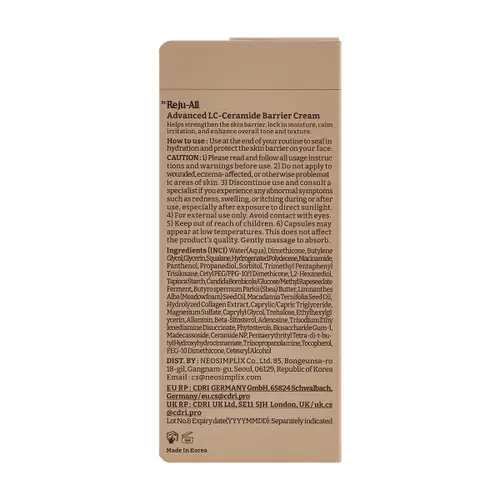 Reju-All
Advanced LC-Ceramide Barrier Cream
Helps strengthen the skin barrier, lock in moisture, calm
irritation, and enhance overall tone and texture.
How to use : Use at the end of your routine to seal in
hydration and protect the skin barrier on your face.
CAUTION: 1) Please read and follow all usage instruc
tions and warnings before use. 2) Do not apply to
wounded, eczema-affected, or otherwise problemat
ic areas of skin. 3) Discontinue use and consult a
specialist if you experience any abnormal symptoms
such as redness, swelling, or itching during or after
use, especially after exposure to direct sunlight.
4) For external use only. Avoid contact with eyes.
5) Keep out of reach of children. 6) Capsules may
appear at low temperatures. This does not affect
the product's quality. Gently massage to absorb.
Ingredients (INCI) Water(Aqua), Dimethicone, Butylene
Glycol, Glycerin, Squalane, Hydrogenated Polydecene, Niacinamide,
Panthenol, Propanediol, Sorbitol, Trimethyl Pentaphenyl
Trisiloxane, Cetyl PEG/PPG-10/1 Dimethicone, 1,2-Hexanediol,
Tapioca Starch, Candida Bombicola/Glucose/Methyl Rapeseedate
Ferment, Butyrospermum Parkii (Shea) Butter, Limnanthes
Alba (Meadowfoam) Seed Oil, Macadamia Ternifolia Seed Oil,
Hydrolyzed Collagen Extract, Caprylic/Capric Triglyceride,
Magnesium Sulfate, Caprylyl Glycol, Trehalose, Ethylhexylgl
ycerin, Allantoin, Beta-Sitosterol, Adenosine, Trisodium Ethy
lenediamine Disuccinate, Phytosterols, Biosaccharide Gum-1,
Madecassoside, Ceramide NP, Pentaerythrityl Tetra-di-t-bu
tyl Hydroxyhydrocinnamate, Triisopropanolamine, Tocopherol,
PEG-10 Dimethicone, Cetearyl Alcohol
DIST. BY : NEOSIMPLIX Co., Ltd, 85, Bongeunsa-ro
18-gil, Gangnam-gu, Seoul, 06129, Republic of Korea
Email : cs@neosimplix.com
EU RP : CDRI GERMANY GmbH, 65824 Schwalbach,
Germany/eu.cs@cdri.pro
UK RP : CDRI UK Ltd, SE11 5JH London, UK/uk.cs
@cdri.pro
Lot No.& Expiry date(YYYYMMDD): Separately indicated
Made In Korea